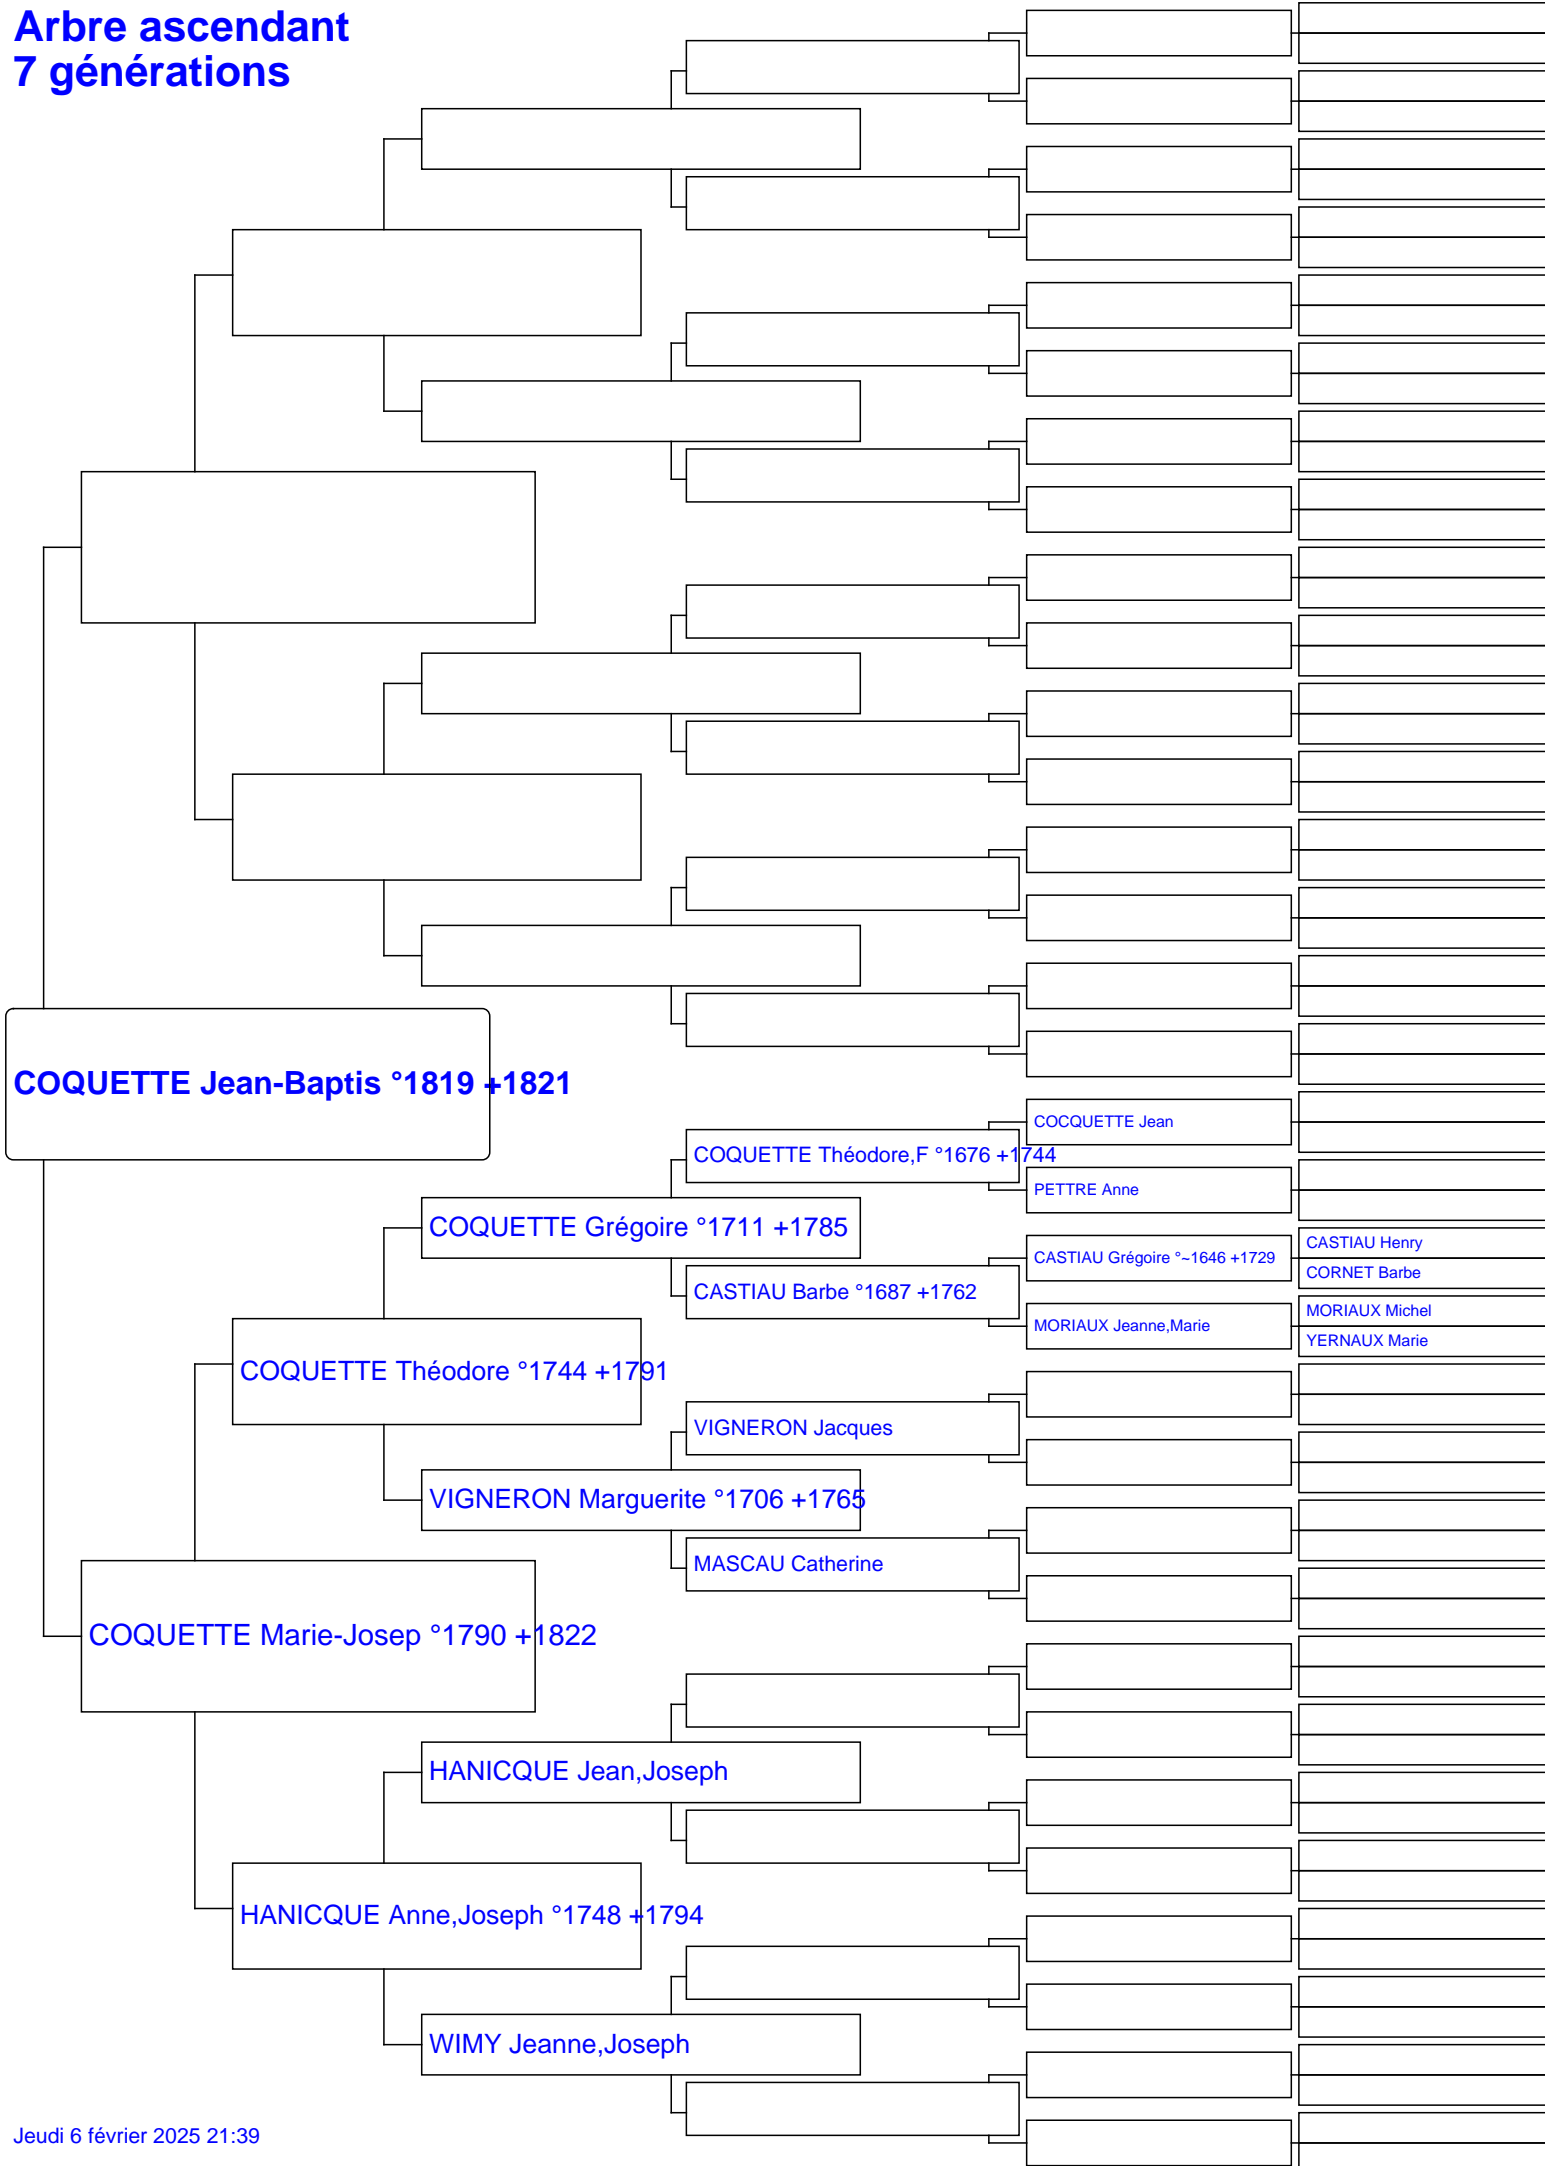 Arbre ascendant
7 générations
COQUETTE Jean-Baptis °1819 +1821
COCQUETTE Jean
COQUETTE Théodore,F °1676 +1744
PETTRE Anne
COQUETTE Grégoire °1711 +1785
CASTIAU Henry
CASTIAU Grégoire °~1646 +1729
CORNET Barbe
CASTIAU Barbe °1687 +1762
MORIAUX Michel
MORIAUX Jeanne,Marie
YERNAUX Marie
COQUETTE Théodore °1744 +1791
VIGNERON Jacques
VIGNERON Marguerite °1706 +1765
MASCAU Catherine
COQUETTE Marie-Josep °1790 +1822
HANICQUE Jean,Joseph
HANICQUE Anne,Joseph °1748 +1794
WIMY Jeanne,Joseph
Jeudi 6 février 2025 21:39